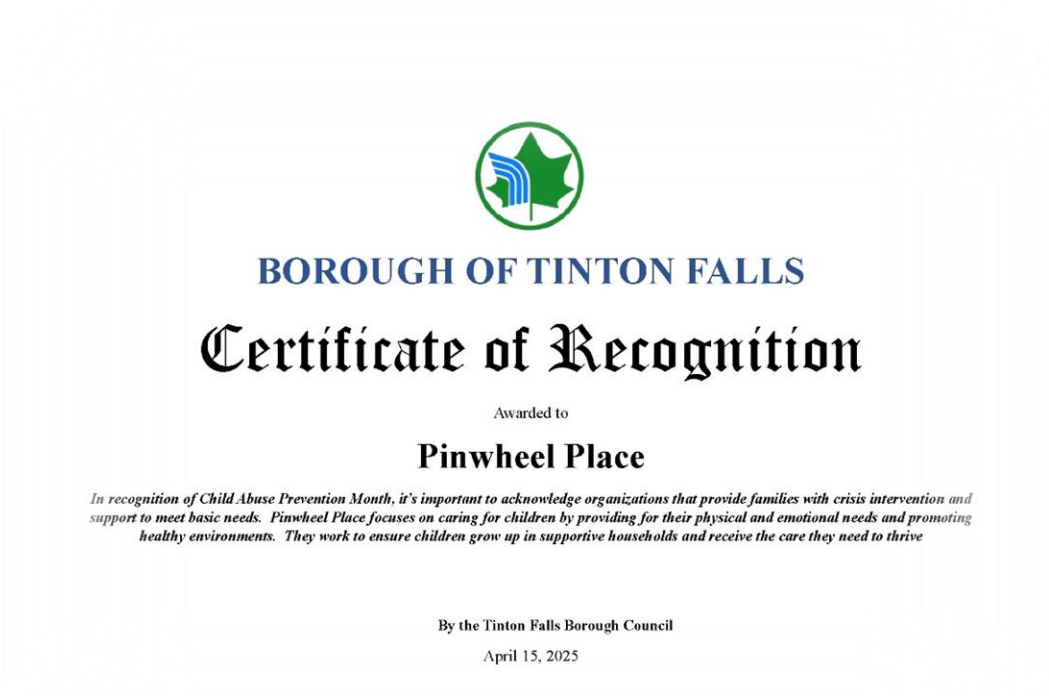 BOROUGH OF TINTON FALLS
Certificate of Recognition
Awarded to
Pinwheel Place
In recognition of Child Abuse Prevention Month, it's important to acknowledge organizations that provide families with crisis intervention and
support to meet basic needs.  Pinwheel Place focuses on caring for children by providing for their physical and emotional needs and promoting
healthy environments.  They work to ensure children grow up in supportive households and receive the care they need to thrive
By the Tinton Falls Borough Council
April 15, 2025